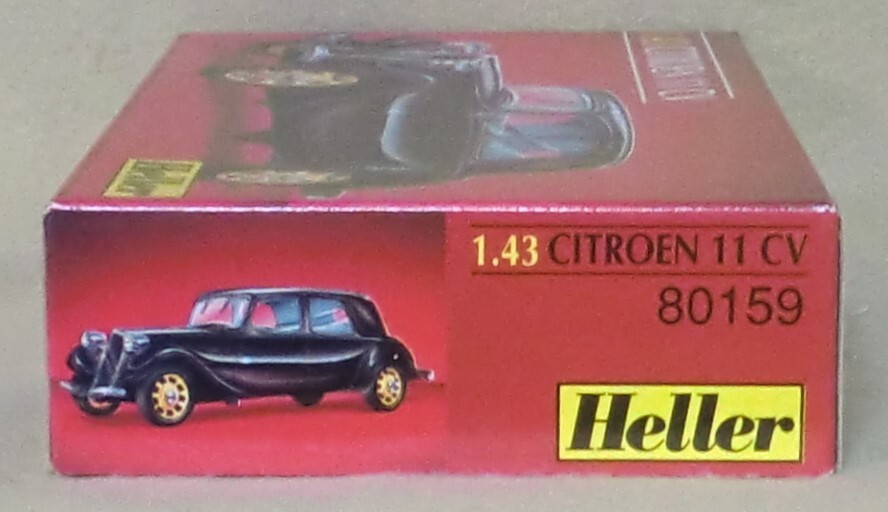 1.43 CITROEN 11 CV
80159
Heller